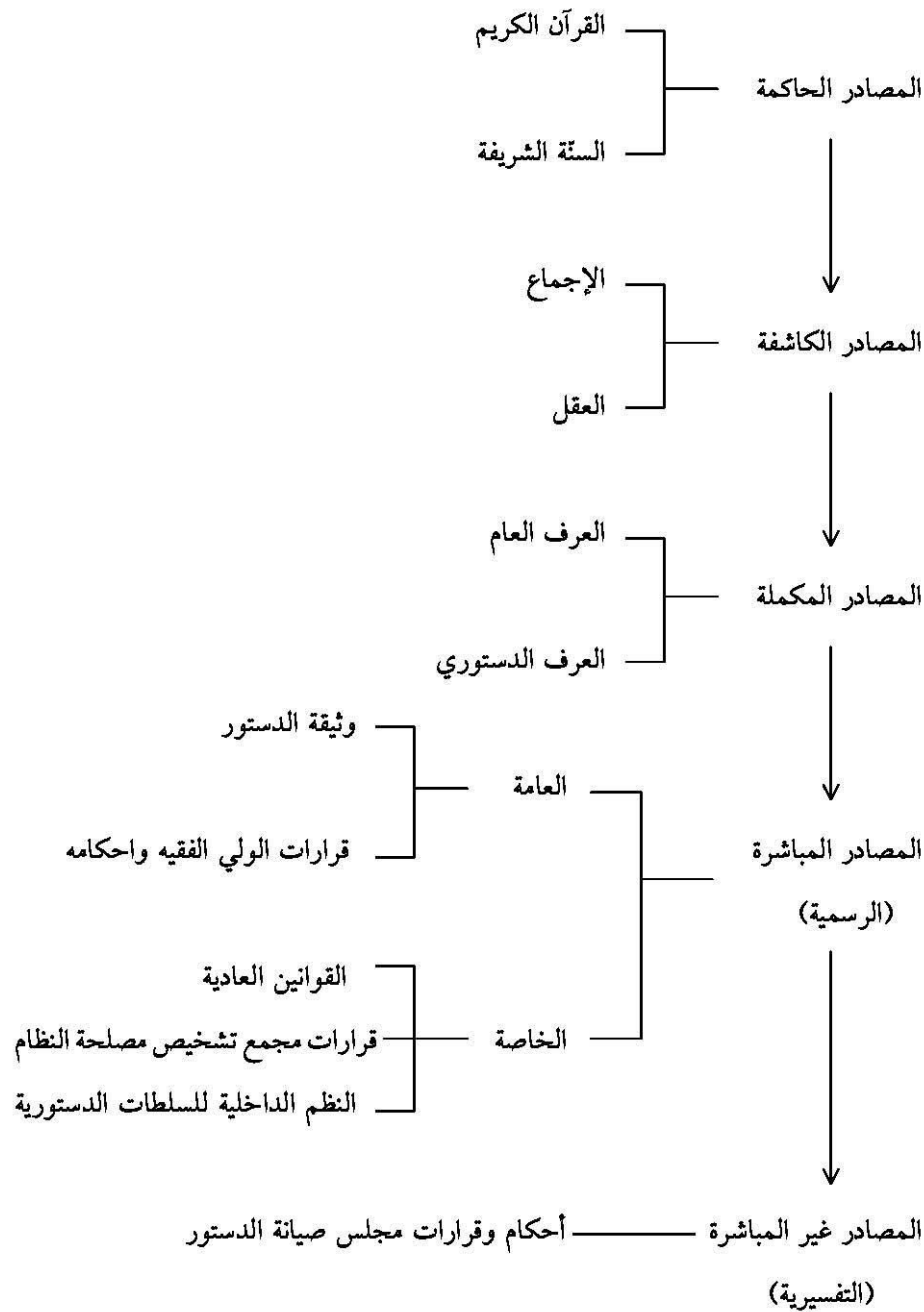 القرآن الكريم
المصادر الحاكمة
السنّة الشريفة
الإجماع
المصادر الكاشفة
العقل
العرف العام
المصادر المكملة
العرف الدستوري
وثيقة الدستور
العامة
المصادر المباشرة
(الرسمية)
قرارات الولي الفقيه واحكامه
القوانين العادية
الخاصة
قرارات مجمع تشخيص مصلحة النظام
النظم الداخلية للسلطات الدستورية
المصادر غير المباشرة
(التفسيرية)
أحكام وقرارات مجلس صيانة الدستور